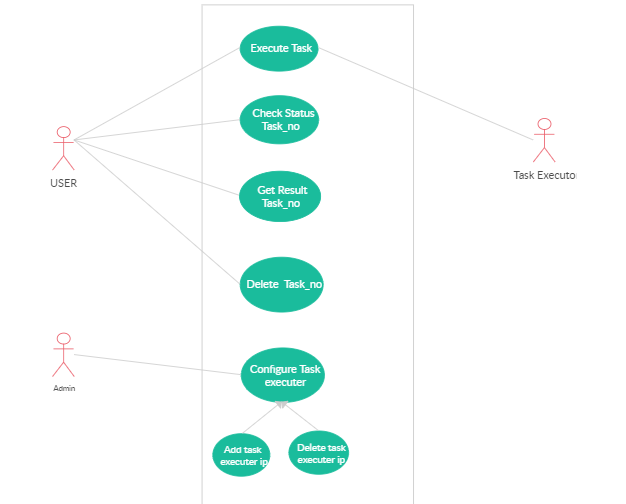 Execute Task
Check Status
Task_no
USER
Task Executo
Get Result
Task_no
Delete Task_no
Admin
Configure Task
executer
Add task
executer ip
Delete task
executer ip